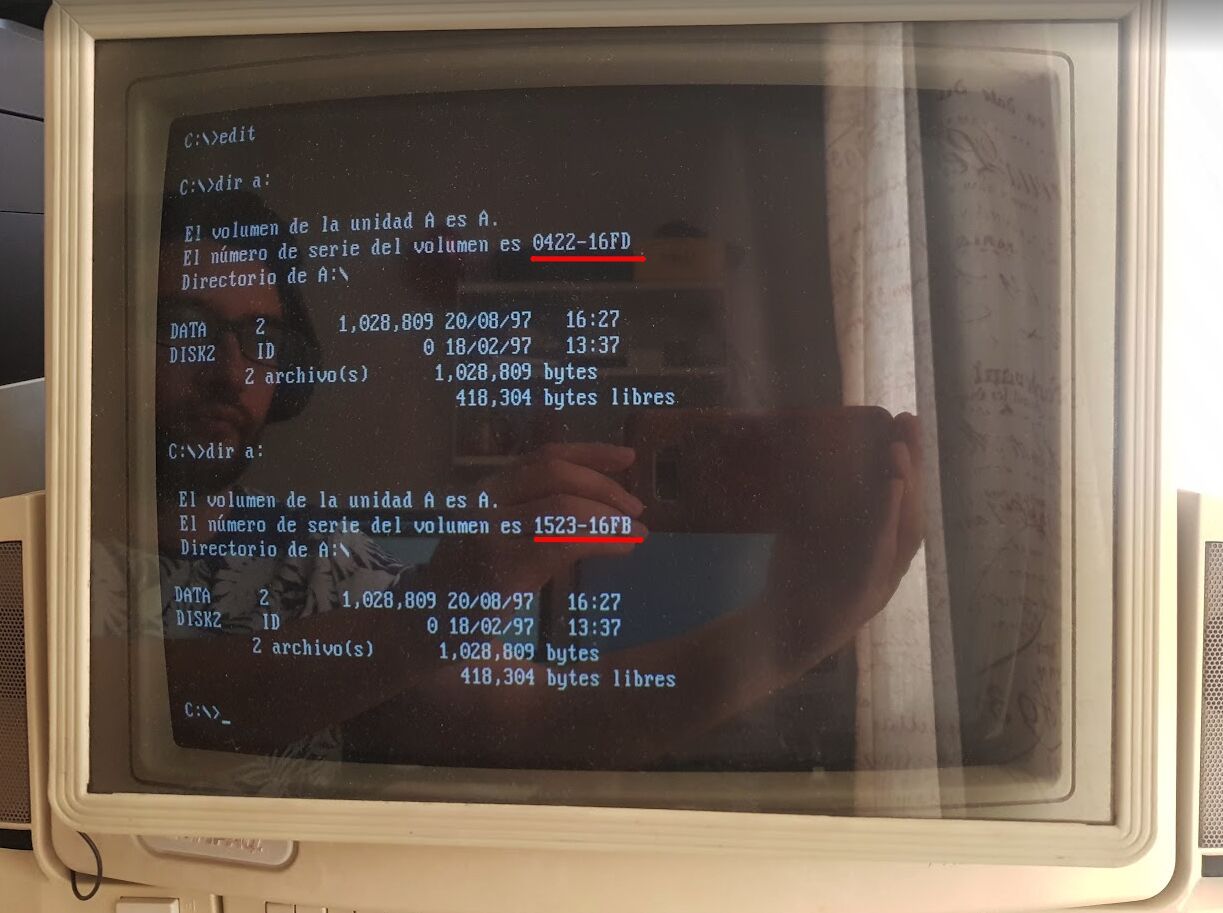 C:\>edit
C:\>dir a:
El volumen de la unidad A es A.
El número de serie del volumen es 0422-16FD
Directorio de A:\
DATA 2 1,028,809 20/08/97 16:27
DISK2 ID 0 18/02/97 13:37
2 archivo(s) 1,028,809 bytes
418,304 bytes libres
C:\>dir a:
El volumen de la unidad A es A.
El número de serie del volumen es 1523-16FB
Directorio de A:\
DATA 2 1,028,809 20/08/97 16:27
DISK2 ID 0 18/02/97 13:37
2 archivo(s) 1,028,809 bytes
418,304 bytes libres
C:\>_